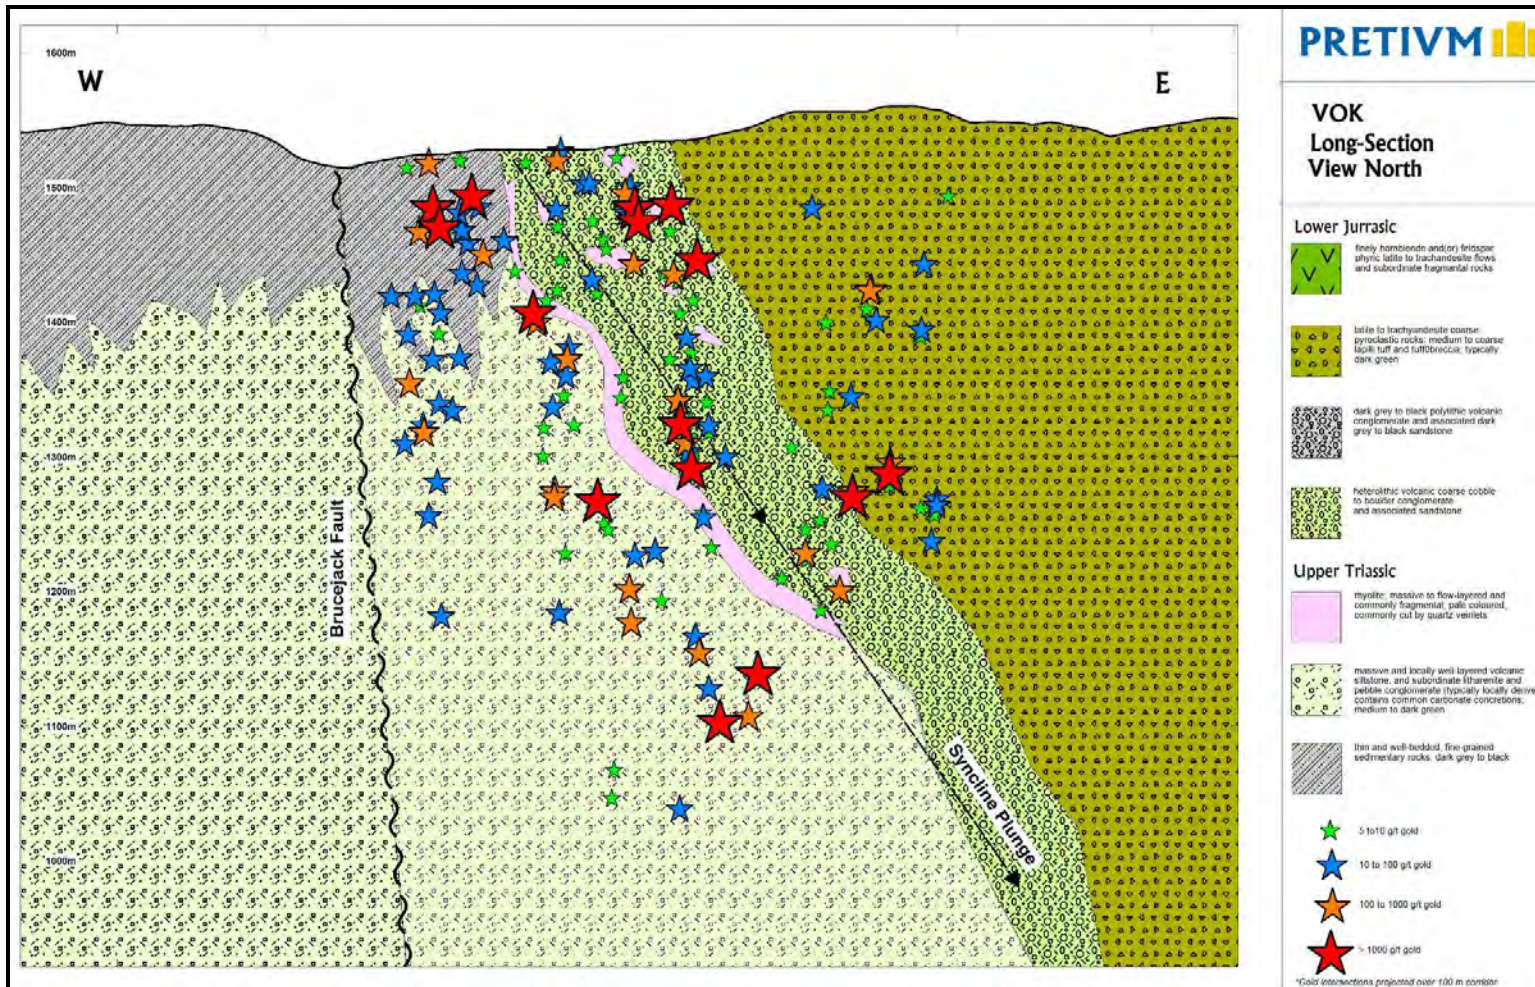 1600m
W
E
1500m
1400m
1300m
1200m
1100m
1000m
Brucejack Fault
Syncline Plunge
PRETIVM
VOK
Long-Section
View North
Lower Jurrasic
finely hornblende and(or) feldspar
phyric latite to trachandesite flows
and subordinate fragmental rocks
latite to trachyandesite coarse
pyroclastic rocks: medium to coarse
lapilli tuff and tuff0breccia; typically
dark green
dark grey to black polylithic volcanic
conglomerate and associated dark
grey to black sandstone
heterolithic volcanic coarse cobble
to boulder conglomerate
and associated sandstone
Upper Triassic
rhyolite; massive to flow-layered and
commonly fragmental; pale coloured,
commonly cut by quartz veinlets
massive and locally well-layered volcanic
siltstone, and subordinate litharenite and
pebble conglomerate (typically locally derive
contains common carbonate concretions;
medium to dark green
thin and well-bedded, fine-grained
sedimentary rocks, dark grey to black
5 to10 g/t gold
10 to 100 g/t gold
100 to 1000 g/t gold
> 1000 g/t gold
*Gold intersections projected over 100 m corridor